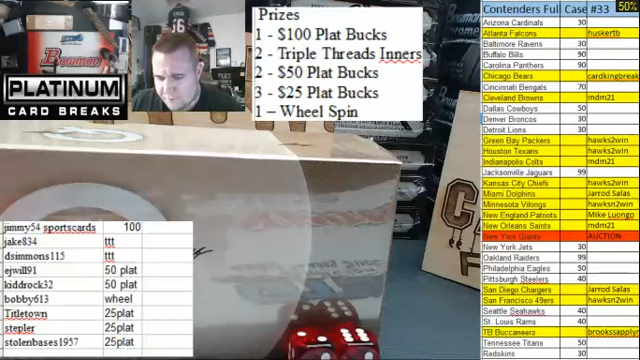 Prizes
1 - $100 Plat Bucks
2 - Triple Threads Inners
2 - $50 Plat Bucks
3 - $25 Plat Bucks
1 – Wheel Spin
Bowman
PLATINUM
CARD BREAKS
jimmy54 sportscards 100
jake834 ttt
dsimmons115 ttt
ejwill91 50 plat
kiddrock32 50 plat
bobby613 wheel
Titletown 25plat
stepler 25plat
stolenbases1957 25plat
Contenders Full Case #33 50%
Arizona Cardinals 30
Atlanta Falcons huskertb
Baltimore Ravens 30
Buffalo Bills 90
Carolina Panthers 90
Chicago Bears cardkingbreak
Cincinnati Bengals 70
Cleveland Browns mdm21
Dallas Cowboys 50
Denver Broncos 30
Detroit Lions 30
Green Bay Packers hawks2win
Houston Texans hawks2win
Indianapolis Colts mdm21
Jacksonville Jaguars 99
Kansas City Chiefs hawks2win
Miami Dolphins Jarrod Salas
Minnesota Vikings hawksn2win
New England Patriots Mike Luongo
New Orleans Saints mdm21
New York Giants AUCTION
New York Jets 30
Oakland Raiders 99
Philadelphia Eagles 50
Pittsburgh Steelers 40
San Diego Chargers Jarrod Salas
San Francisco 49ers hawksn2win
Seattle Seahawks 40
St. Louis Rams 40
TB Buccaneers brookssapplyr
Tennessee Titans 50
Redskins 30